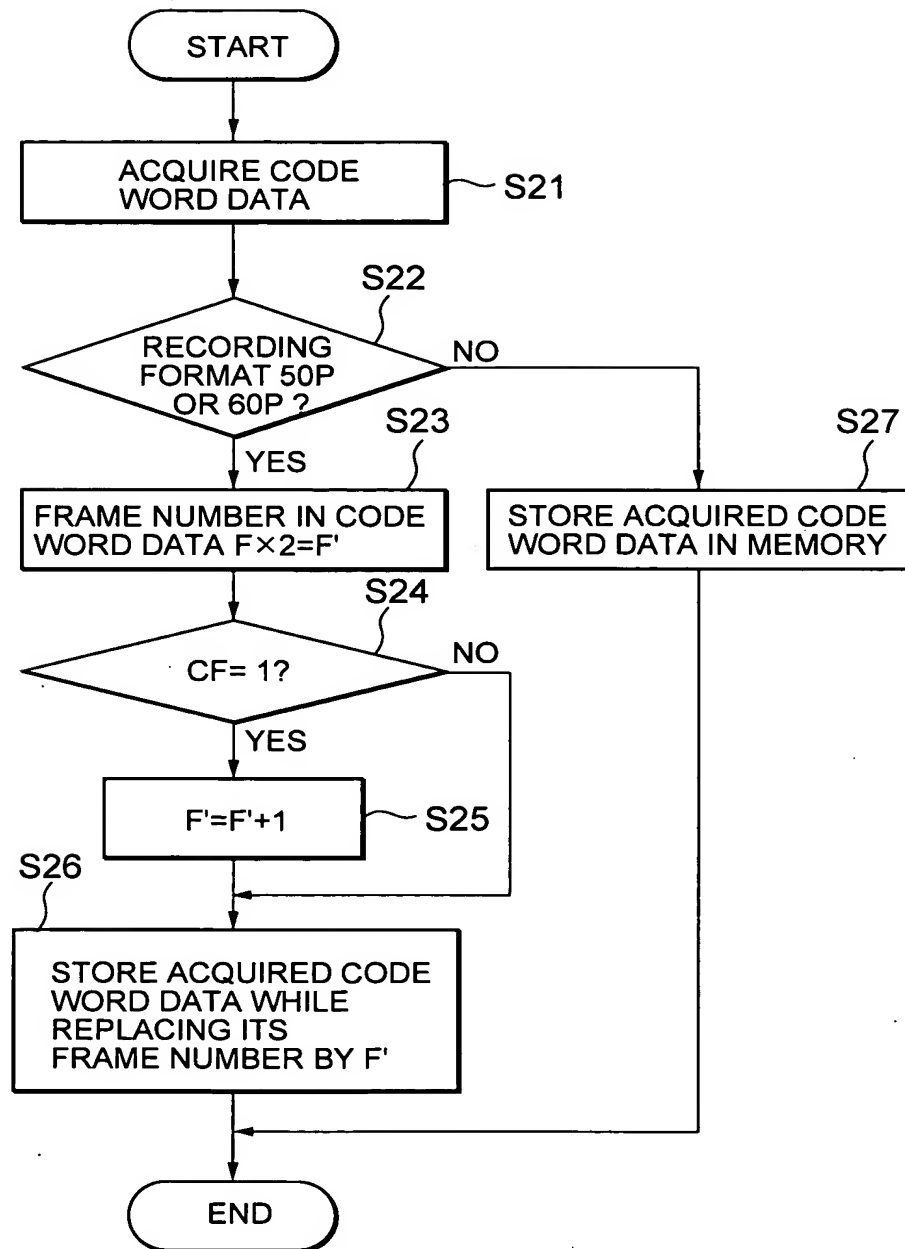 START
ACQUIRE CODE
WORD DATA
S21
S22
RECORDING
FORMAT 50P
OR 60P ?
NO
YES
S23
FRAME NUMBER IN CODE
WORD DATA F×2=F'
S27
STORE ACQUIRED CODE
WORD DATA IN MEMORY
S24
CF= 1?
NO
YES
F'=F'+1
S25
S26
STORE ACQUIRED CODE
WORD DATA WHILE
REPLACING ITS
FRAME NUMBER BY F'
END